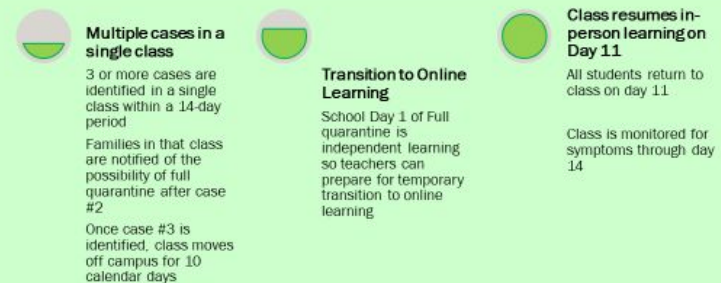 Multiple cases in a
single class
3 or more cases are
identified in a single
class within a 14-day
period
Families in that class
are notified of the
possibility of full
quarantine after case
#2
Once case #3 is
identified, class moves
off campus for 10
calendar days
Transition to Online
Learning
School Day 1 of Full
quarantine is
independent learning
so teachers can
prepare for temporary
transition to online
learning
Class resumes in-
person learning on
Day 11
All students return to
class on day 11
Class is monitored for
symptoms through day
14